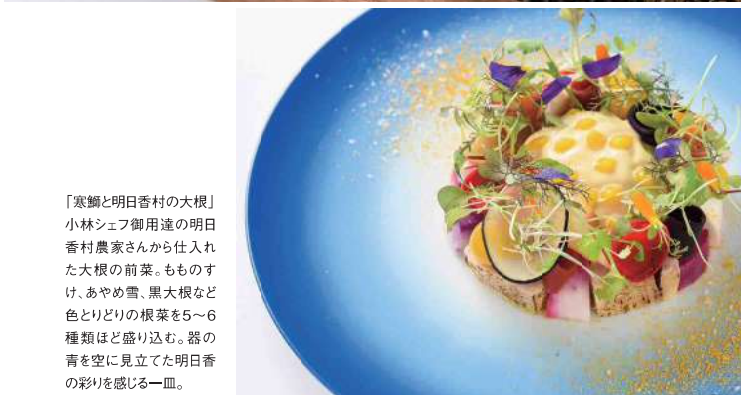 「寒鰤と明日香村の大根」
小林シェフ御用達の明日
香村農家さんから仕入れ
た大根の前菜。もものす
け、あやめ雪、黒大根など
色とりどりの根菜を5〜6
種類ほど盛り込む。器の
青を空に見立てた明日香
の彩りを感じる一皿。